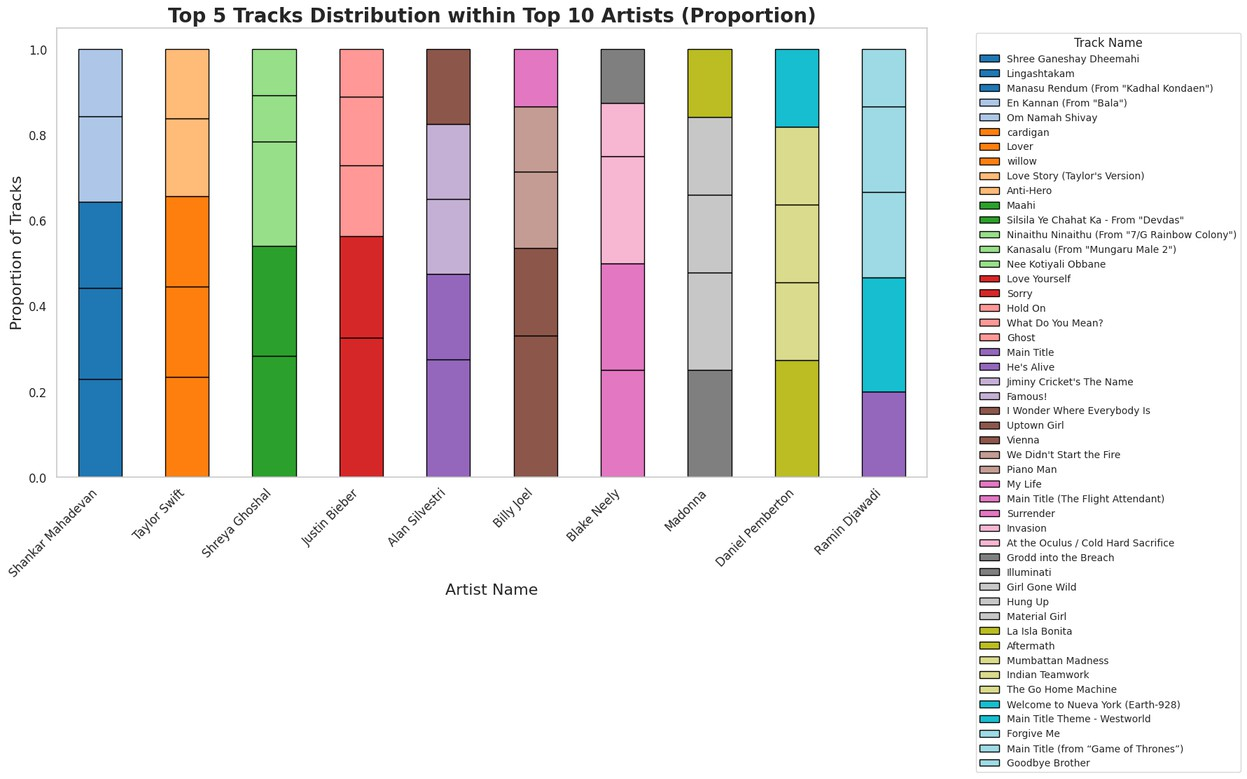 Top 5 Tracks Distribution within Top 10 Artists (Proportion)
Proportion of Tracks
1.0
0.8
0.6
0.4
0.2
0.0
Shankar Mahadevan
Taylor Swift
Shreya Ghoshal
Justin Bieber
Alan Silvestri
Billy Joel
Blake Neely
Madonna
Daniel Pemberton
Ramin Djawadi
Artist Name
Track Name
Shree Ganeshay Dheemahi
Lingashtakam
Manasu Rendum (From "Kadhal Kondaen")
En Kannan (From "Bala")
Om Namah Shivay
cardigan
Lover
willow
Love Story (Taylor's Version)
Anti-Hero
Maahi
Silsila Ye Chahat Ka - From "Devdas"
Ninaithu Ninaithu (From "7/G Rainbow Colony")
Kanasalu (From "Mungaru Male 2")
Nee Kotiyali Obbane
Love Yourself
Sorry
Hold On
What Do You Mean?
Ghost
Main Title
He's Alive
Jiminy Cricket's The Name
Famous!
I Wonder Where Everybody Is
Uptown Girl
Vienna
We Didn't Start the Fire
Piano Man
My Life
Main Title (The Flight Attendant)
Surrender
Invasion
At the Oculus / Cold Hard Sacrifice
Grodd into the Breach
Illuminati
Girl Gone Wild
Hung Up
Material Girl
La Isla Bonita
Aftermath
Mumbattan Madness
Indian Teamwork
The Go Home Machine
Welcome to Nueva York (Earth-928)
Main Title Theme - Westworld
Forgive Me
Main Title (from “Game of Thrones”)
Goodbye Brother